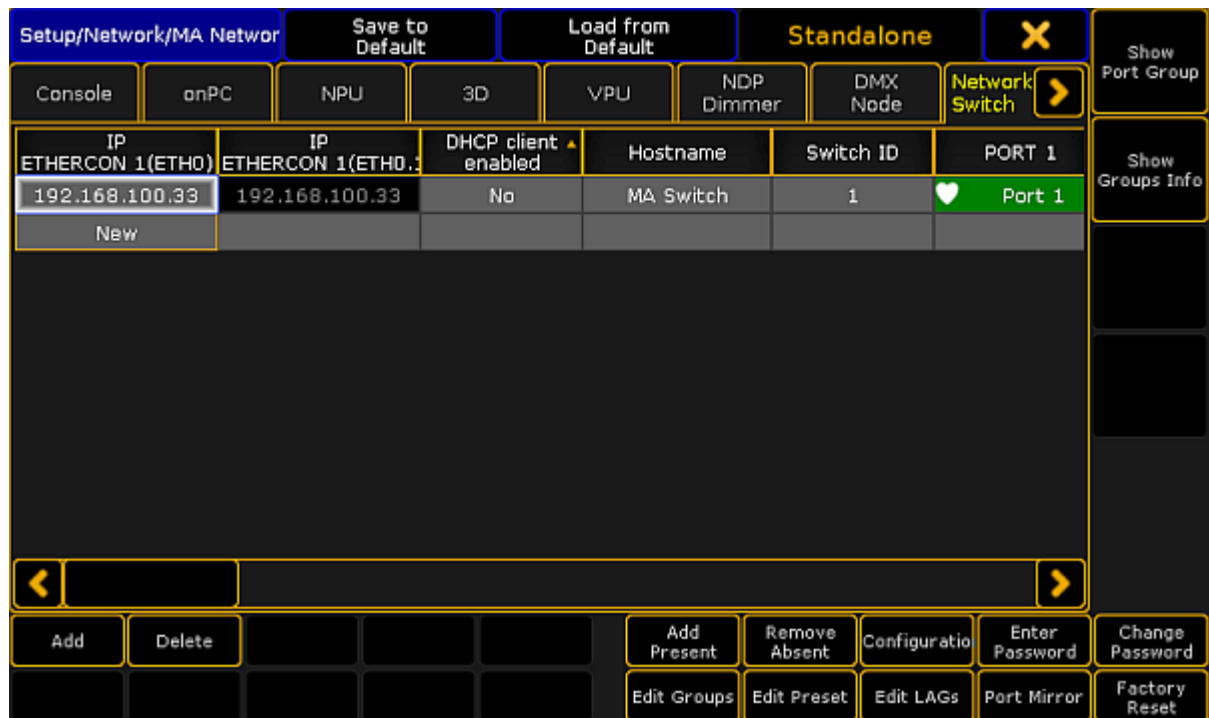 Setup/Network/MA Networ
Save to
Default
Load from
Default
Standalone
Show
Port Group
Console
onPC
NPU
3D
VPU
NDP
Dimmer
DMX
Node
Network
Switch
IP
ETHERCON 1(ETH0)
IP
ETHERCON 1(ETH0.1
DHCP client
enabled
Hostname
Switch ID
PORT 1
Show
Groups Info
192.168.100.33
192.168.100.33
No
MA Switch
1
Port 1
New
Add
Delete
Add
Present
Remove
Absent
Configuratio
Enter
Password
Change
Password
Edit Groups
Edit Preset
Edit LAGs
Port Mirror
Factory
Reset